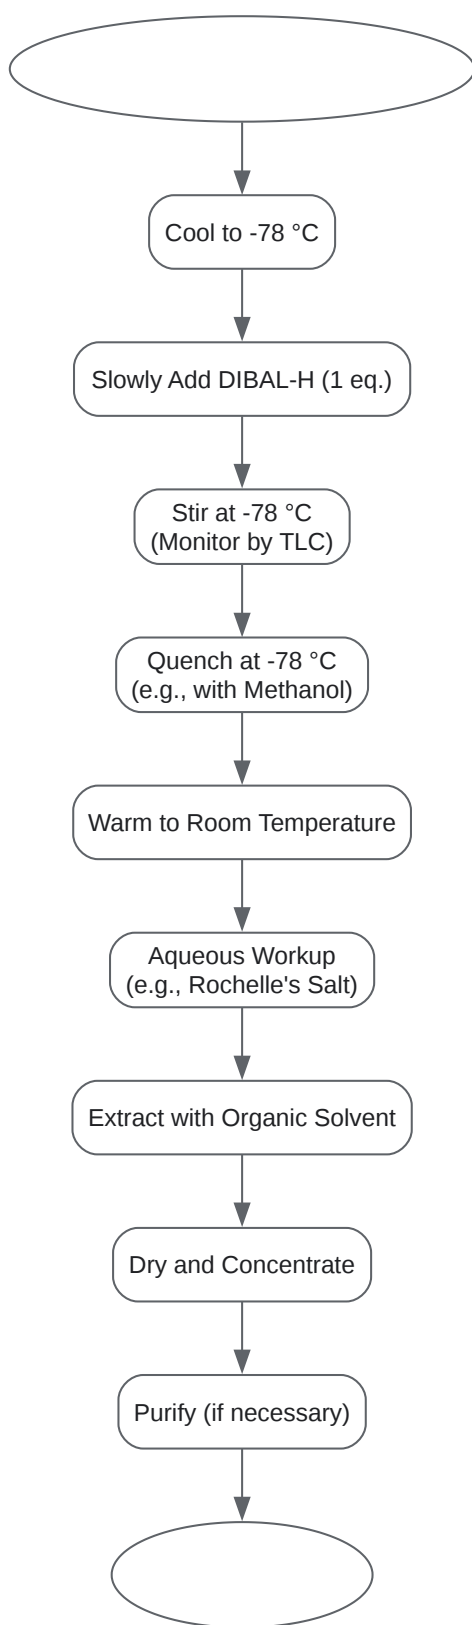 Cool to -78 °C
Slowly Add DIBAL-H (1 eq.)
Stir at -78 °C
(Monitor by TLC)
Quench at -78 °C
(e.g., with Methanol)
Warm to Room Temperature
Aqueous Workup
(e.g., Rochelle's Salt)
Extract with Organic Solvent
Dry and Concentrate
Purify (if necessary)